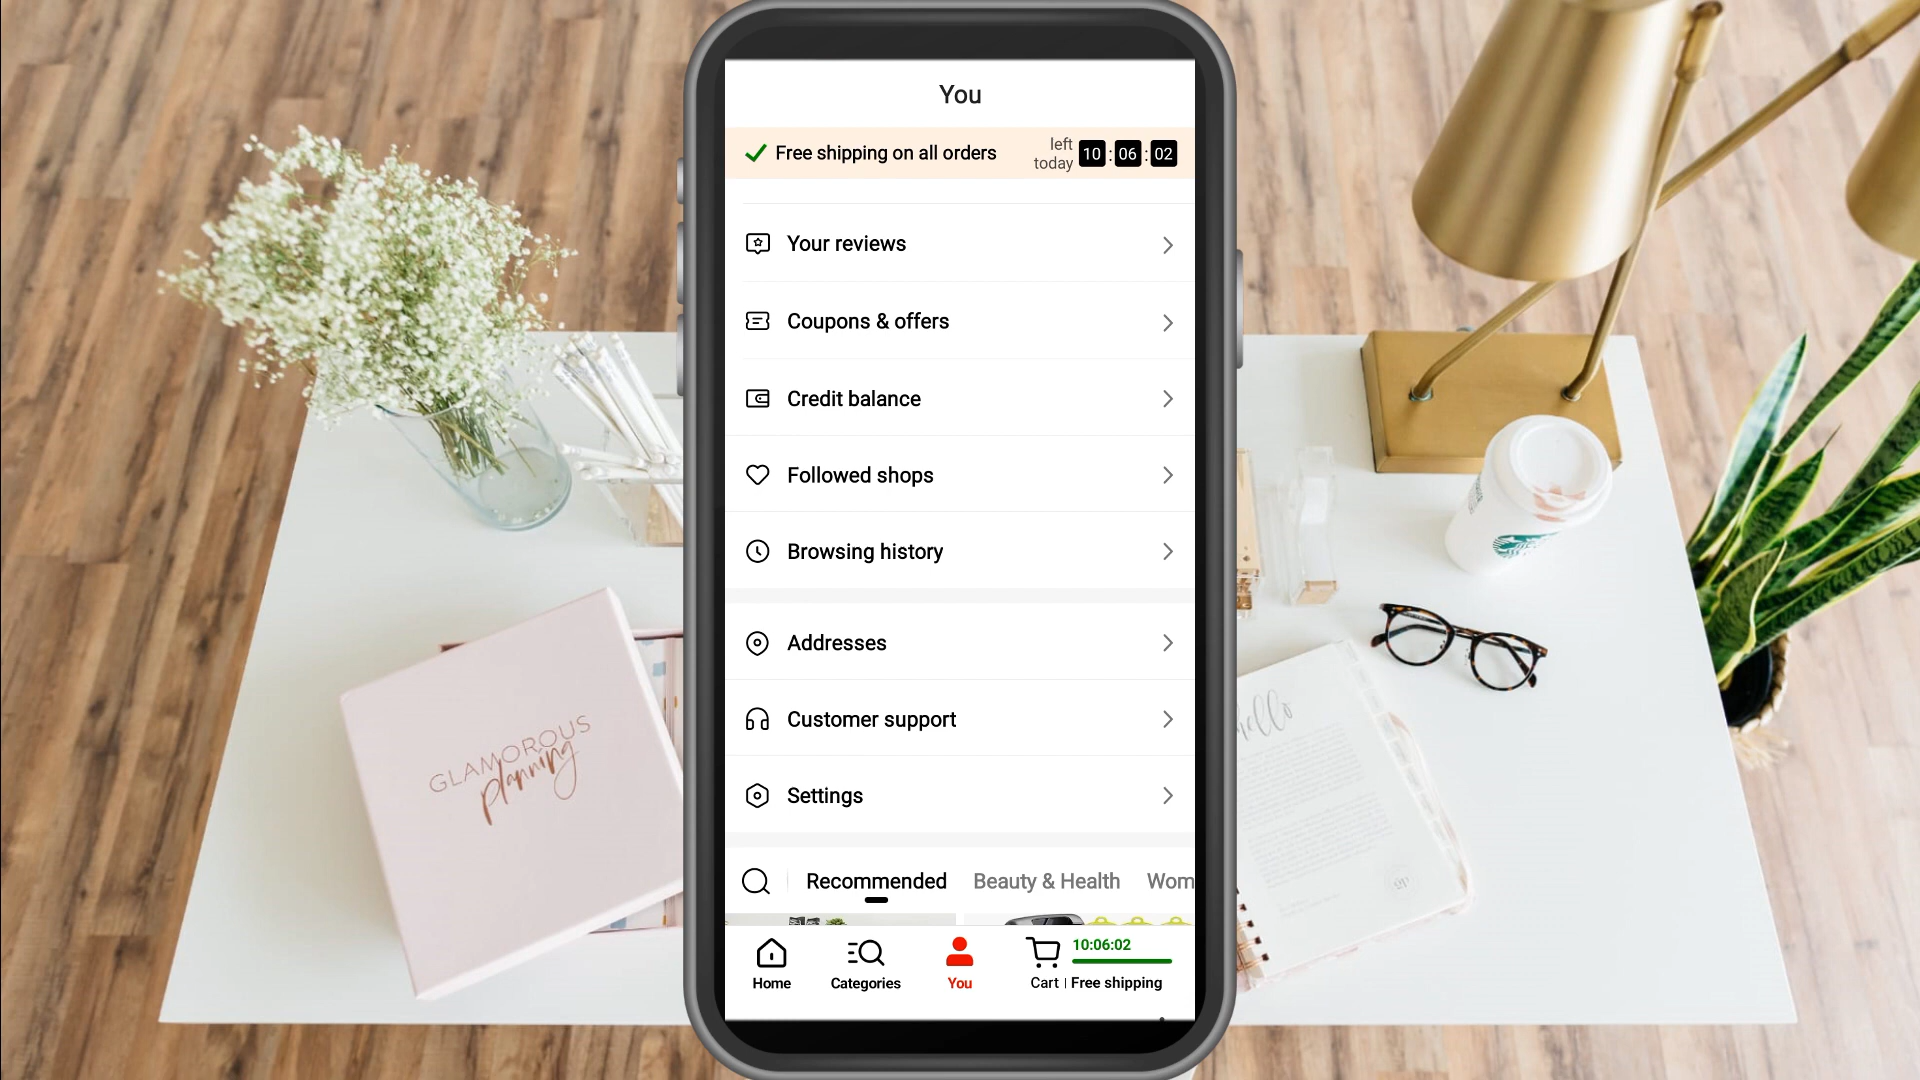 You
Free shipping on all orders
left today 10 : 06 : 02
Your reviews
Coupons & offers
Credit balance
Followed shops
Browsing history
Addresses
Customer support
Settings
Recommended Beauty & Health Wom
10:06:02
Home Categories You Cart | Free shipping
GLAMOROUS
planning
hello